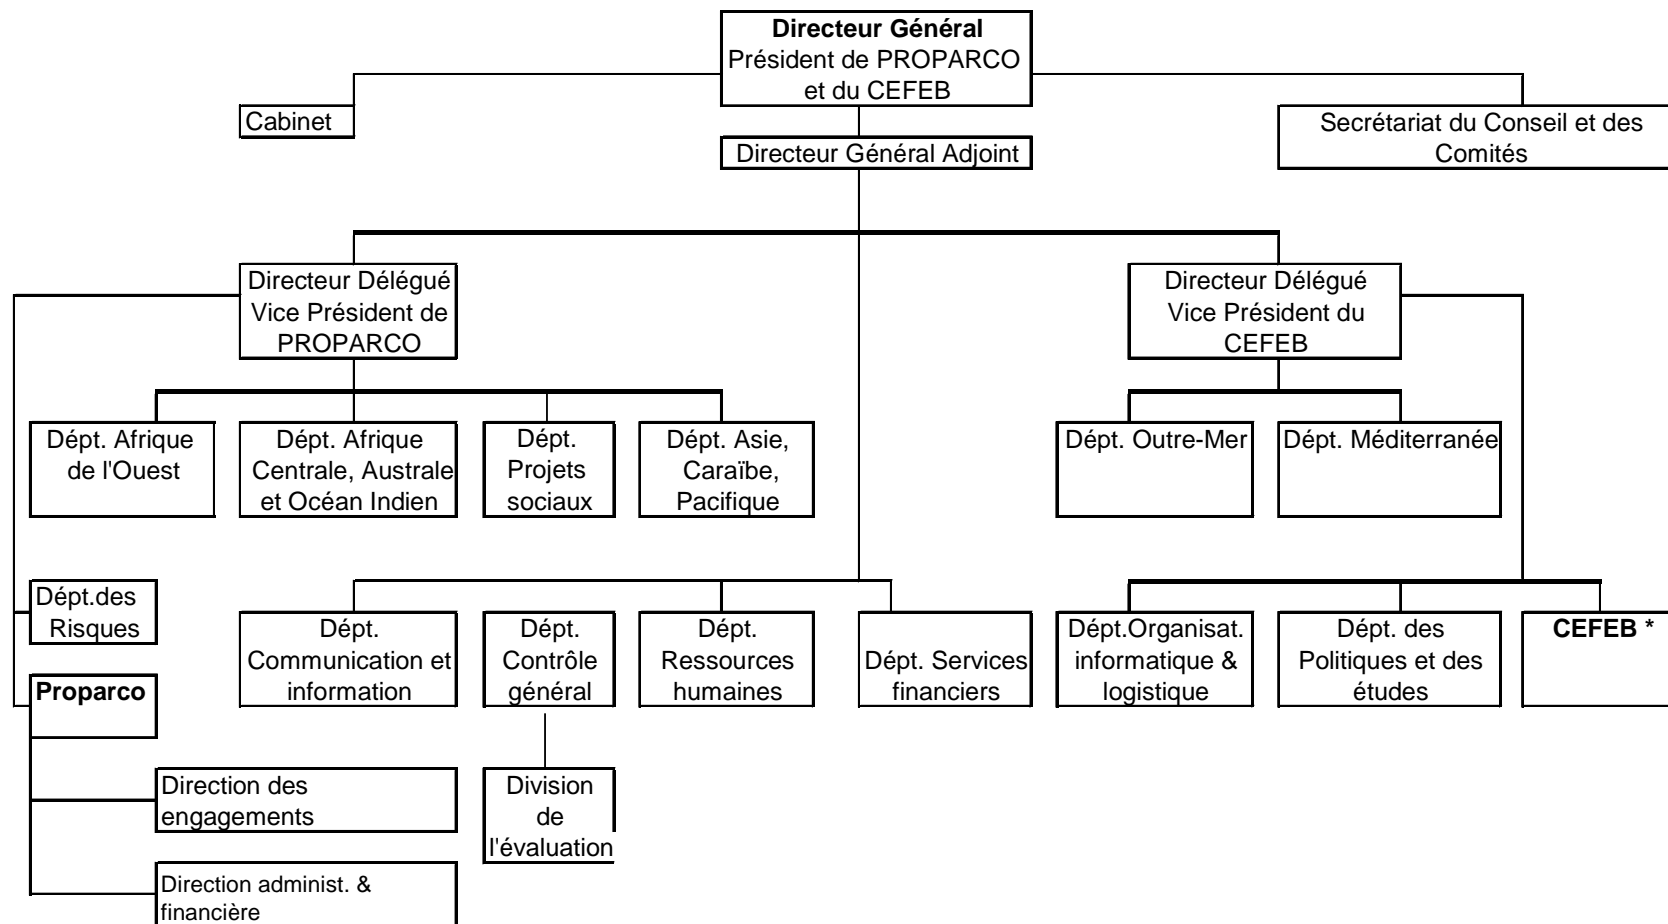 Directeur Général
Président de PROPARCO
et du CEFEB
Cabinet
Secrétariat du Conseil et des
Comités
Directeur Général Adjoint
Directeur Délégué
Vice Président de
PROPARCO
Directeur Délégué
Vice Président du
CEFEB
Dépt. Afrique
de l'Ouest
Dépt. Afrique
Centrale, Australe
et Océan Indien
Dépt.
Projets
sociaux
Dépt. Asie,
Caraïbe,
Pacifique
Dépt. Outre-Mer
Dépt. Méditerranée
Dépt.des
Risques
Dépt.
Communication et
information
Dépt.
Contrôle
général
Dépt.
Ressources
humaines
Dépt. Services
financiers
Dépt.Organisat.
informatique &
logistique
Dépt. des
Politiques et des
études
CEFEB *
Proparco
Direction des
engagements
Division
de
l'évaluation
Direction administ. &
financière